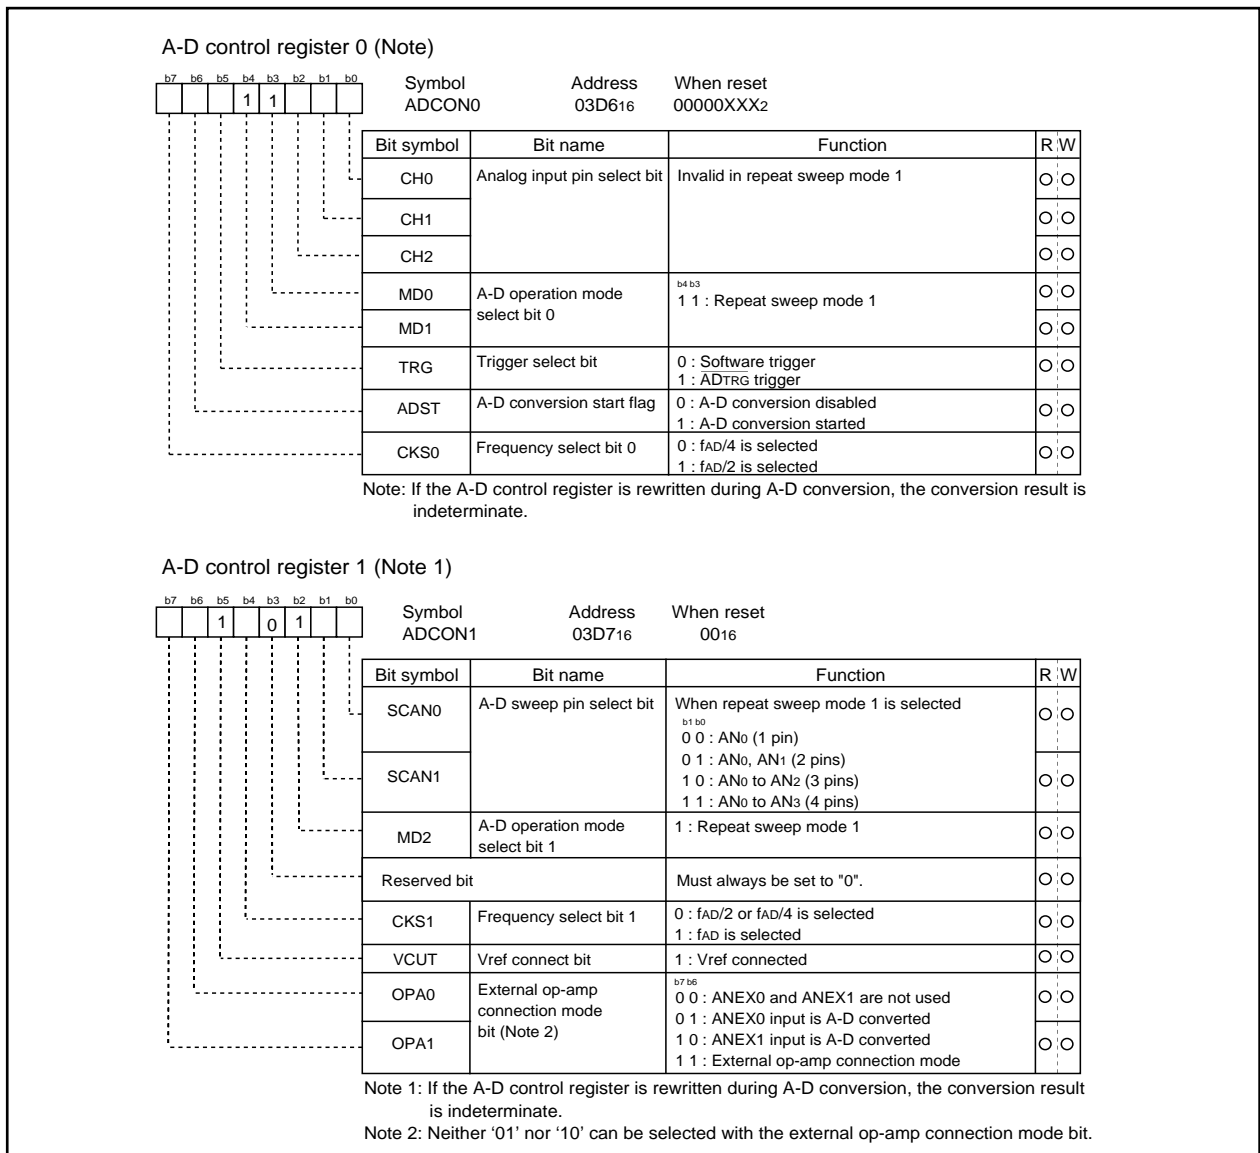 A-D control register 0 (Note)
b7 b6 b5 b4 b3 b2 b1 b0
1 1
Symbol Address When reset
ADCON0 03D616 00000XXX2
Bit symbol Bit name Function R W
CH0 Analog input pin select bit Invalid in repeat sweep mode 1
CH1
CH2
MD0 A-D operation mode select bit 0 b4 b3
1 1 : Repeat sweep mode 1
MD1
TRG Trigger select bit 0 : Software trigger
1 : ADTRG trigger
ADST A-D conversion start flag 0 : A-D conversion disabled
1 : A-D conversion started
CKS0 Frequency select bit 0 0 : fAD/4 is selected
1 : fAD/2 is selected
Note: If the A-D control register is rewritten during A-D conversion, the conversion result is
indeterminate.
A-D control register 1 (Note 1)
b7 b6 b5 b4 b3 b2 b1 b0
1 0 1
Symbol Address When reset
ADCON1 03D716 0016
Bit symbol Bit name Function R W
SCAN0 A-D sweep pin select bit When repeat sweep mode 1 is selected
b1 b0
0 0 : AN0 (1 pin)
0 1 : AN0, AN1 (2 pins)
SCAN1 1 0 : AN0 to AN2 (3 pins)
1 1 : AN0 to AN3 (4 pins)
MD2 A-D operation mode select bit 1 1 : Repeat sweep mode 1
Reserved bit Must always be set to "0".
CKS1 Frequency select bit 1 0 : fAD/2 or fAD/4 is selected
1 : fAD is selected
VCUT Vref connect bit 1 : Vref connected
OPA0 External op-amp connection mode bit (Note 2) b7 b6
0 0 : ANEX0 and ANEX1 are not used
0 1 : ANEX0 input is A-D converted
OPA1 1 0 : ANEX1 input is A-D converted
1 1 : External op-amp connection mode
Note 1: If the A-D control register is rewritten during A-D conversion, the conversion result
is indeterminate.
Note 2: Neither ‘01’ nor ‘10’ can be selected with the external op-amp connection mode bit.